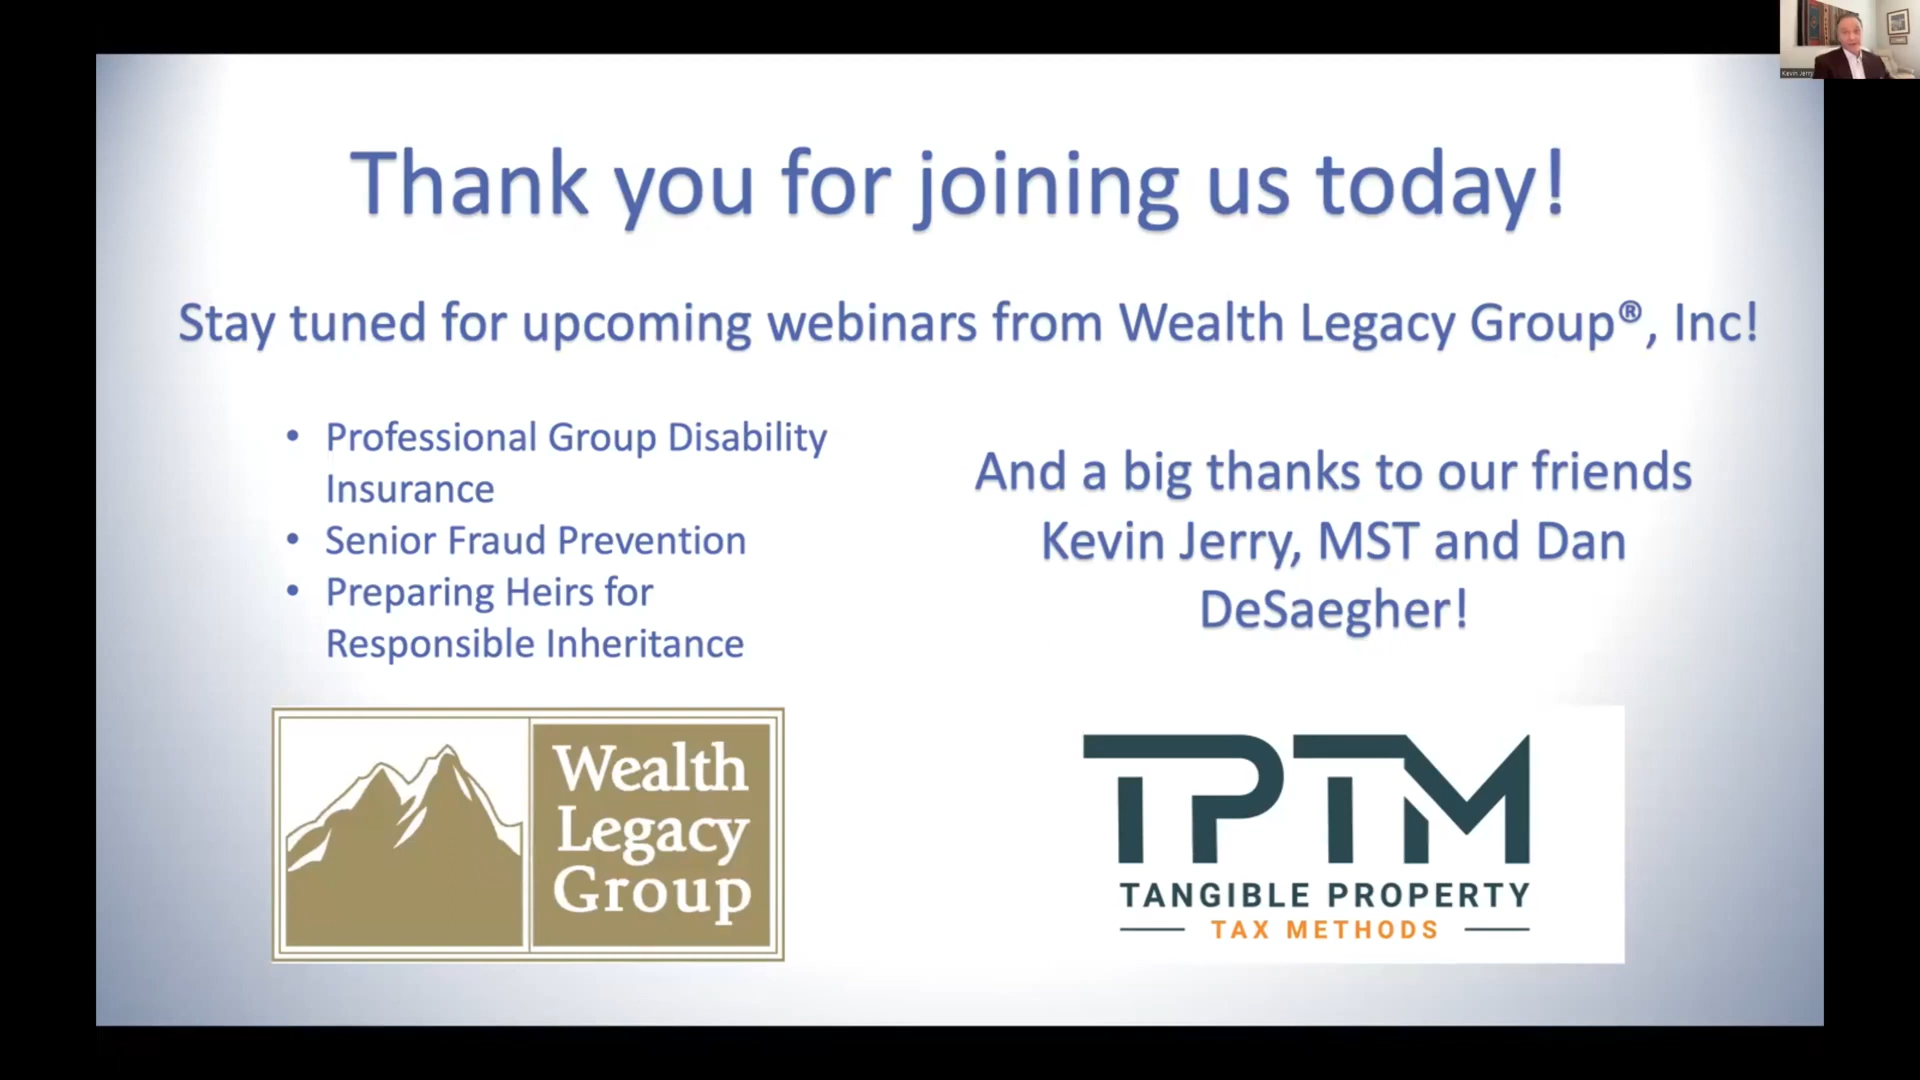 Kevin Jerry
Thank you for joining us today!
Stay tuned for upcoming webinars from Wealth Legacy Group®, Inc!
• Professional Group Disability
Insurance
• Senior Fraud Prevention
• Preparing Heirs for
Responsible Inheritance
And a big thanks to our friends
Kevin Jerry, MST and Dan
DeSaegher!
Wealth
Legacy
Group
TPTM
TANGIBLE PROPERTY
TAX METHODS